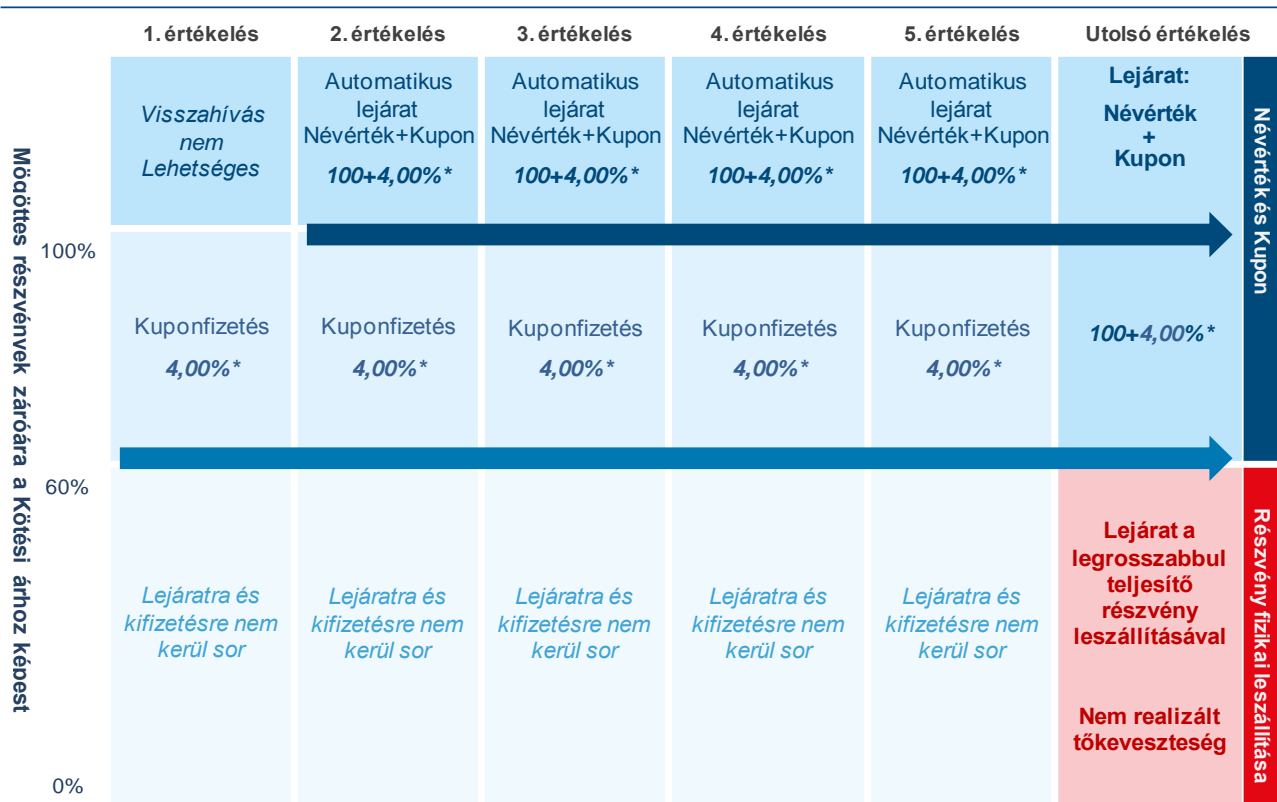 1. értékelés
2. értékelés
3. értékelés
4. értékelés
5. értékelés
Utolsó értékelés
Mögöttes részvények záróára a Kötési árhoz képest
100%
60%
0%
Visszahívás
nem
Lehetséges
Automatikus
lejárat
Névérték+Kupon
100+4,00%*
Automatikus
lejárat
Névérték+Kupon
100+4,00%*
Automatikus
lejárat
Névérték+Kupon
100+4,00%*
Automatikus
lejárat
Névérték+Kupon
100+4,00%*
Lejárat:
Névérték
+
Kupon
Kuponfizetés
4,00%*
Kuponfizetés
4,00%*
Kuponfizetés
4,00%*
Kuponfizetés
4,00%*
Kuponfizetés
4,00%*
100+4,00%*
Névérték és Kupon
Lejáratra és
kifizetésre nem
kerül sor
Lejáratra és
kifizetésre nem
kerül sor
Lejáratra és
kifizetésre nem
kerül sor
Lejáratra és
kifizetésre nem
kerül sor
Lejáratra és
kifizetésre nem
kerül sor
Lejárat a
legrosszabbul
teljesítő
részvény
leszállításával
Nem realizált
tőkeveszteség
Részvény fizikai leszállítása